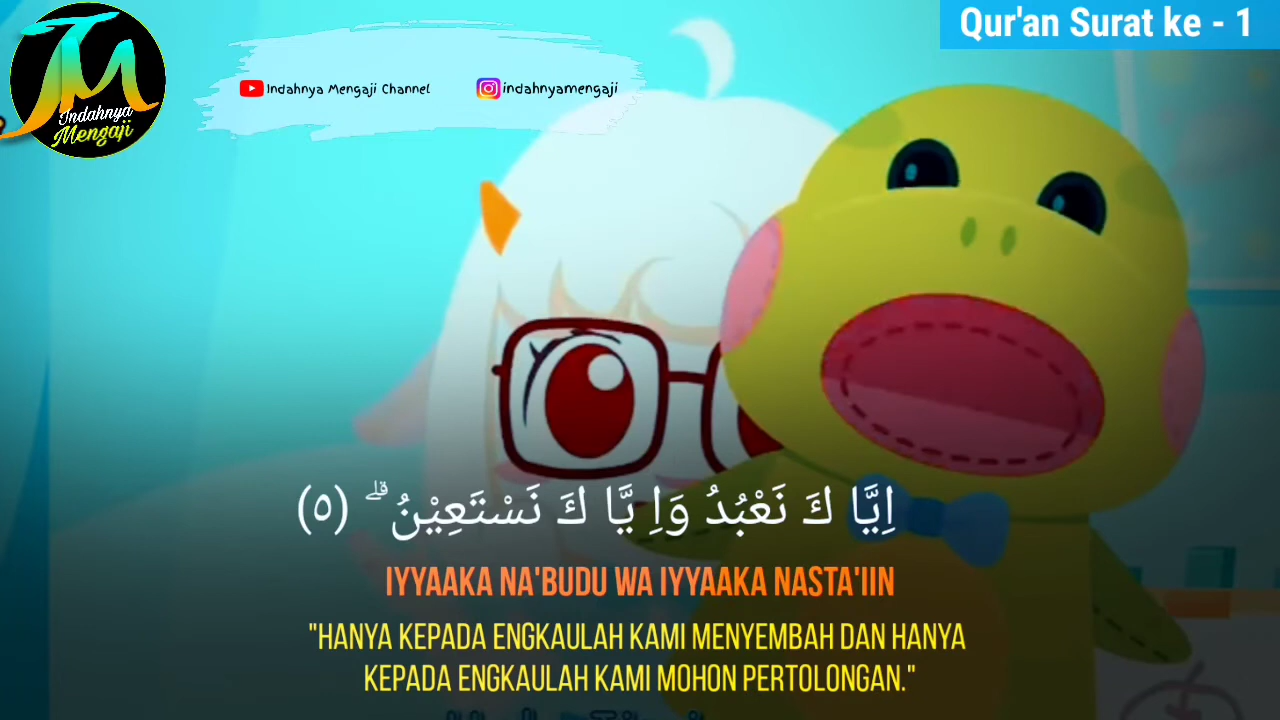 Qur'an Surat ke - 1
Indahnya Mengaji
Indahnya Mengaji Channel
indahnyamengaji
اِيَّا كَ نَعْبُدُ وَاِ يَّا كَ نَسْتَعِيْنُ ۗ (٥)
IYYAAKA NA'BUDU WA IYYAAKA NASTA'IIN
"HANYA KEPADA ENGKAULAH KAMI MENYEMBAH DAN HANYA
KEPADA ENGKAULAH KAMI MOHON PERTOLONGAN."